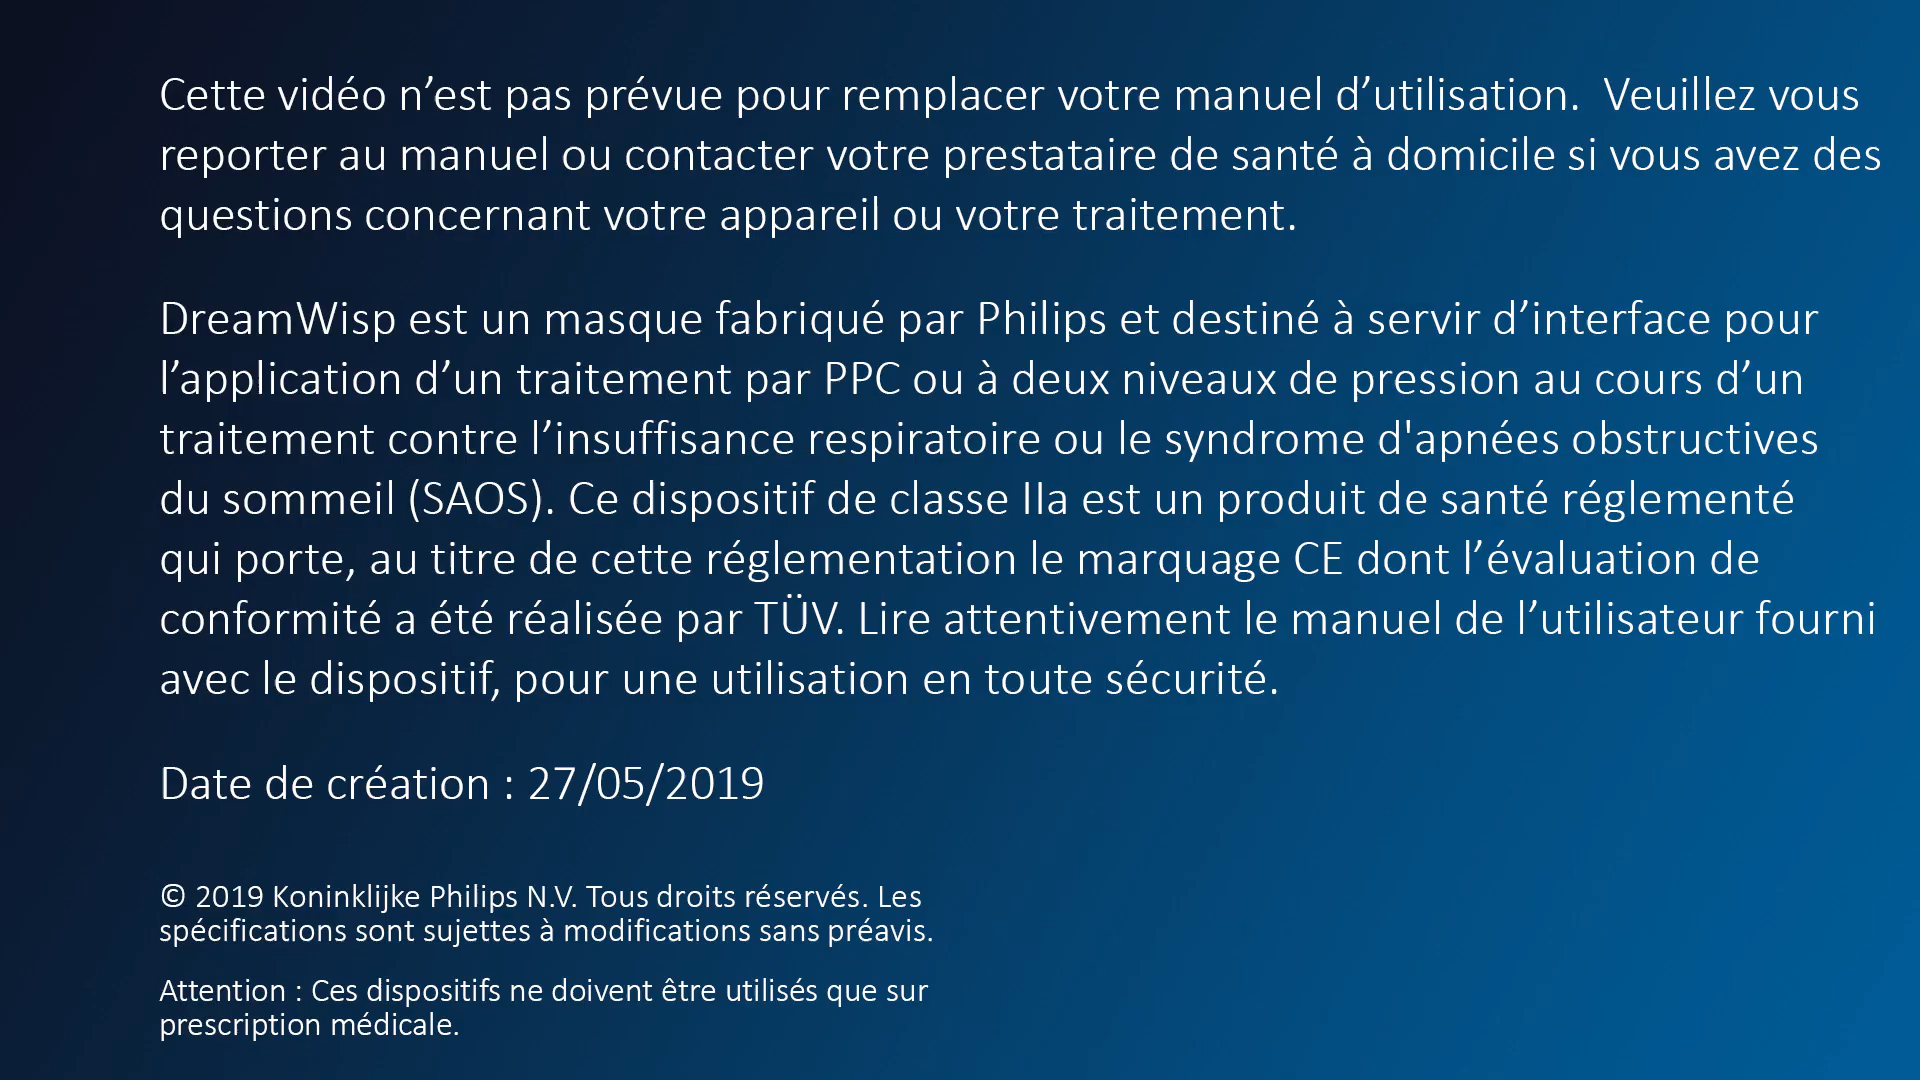 Cette vidéo n’est pas prévue pour remplacer votre manuel d’utilisation.  Veuillez vous
reporter au manuel ou contacter votre prestataire de santé à domicile si vous avez des
questions concernant votre appareil ou votre traitement.
DreamWisp est un masque fabriqué par Philips et destiné à servir d’interface pour
l’application d’un traitement par PPC ou à deux niveaux de pression au cours d’un
traitement contre l’insuffisance respiratoire ou le syndrome d'apnées obstructives
du sommeil (SAOS). Ce dispositif de classe IIa est un produit de santé réglementé
qui porte, au titre de cette réglementation le marquage CE dont l’évaluation de
conformité a été réalisée par TÜV. Lire attentivement le manuel de l’utilisateur fourni
avec le dispositif, pour une utilisation en toute sécurité.
Date de création : 27/05/2019
© 2019 Koninklijke Philips N.V. Tous droits réservés. Les
spécifications sont sujettes à modifications sans préavis.
Attention : Ces dispositifs ne doivent être utilisés que sur
prescription médicale.